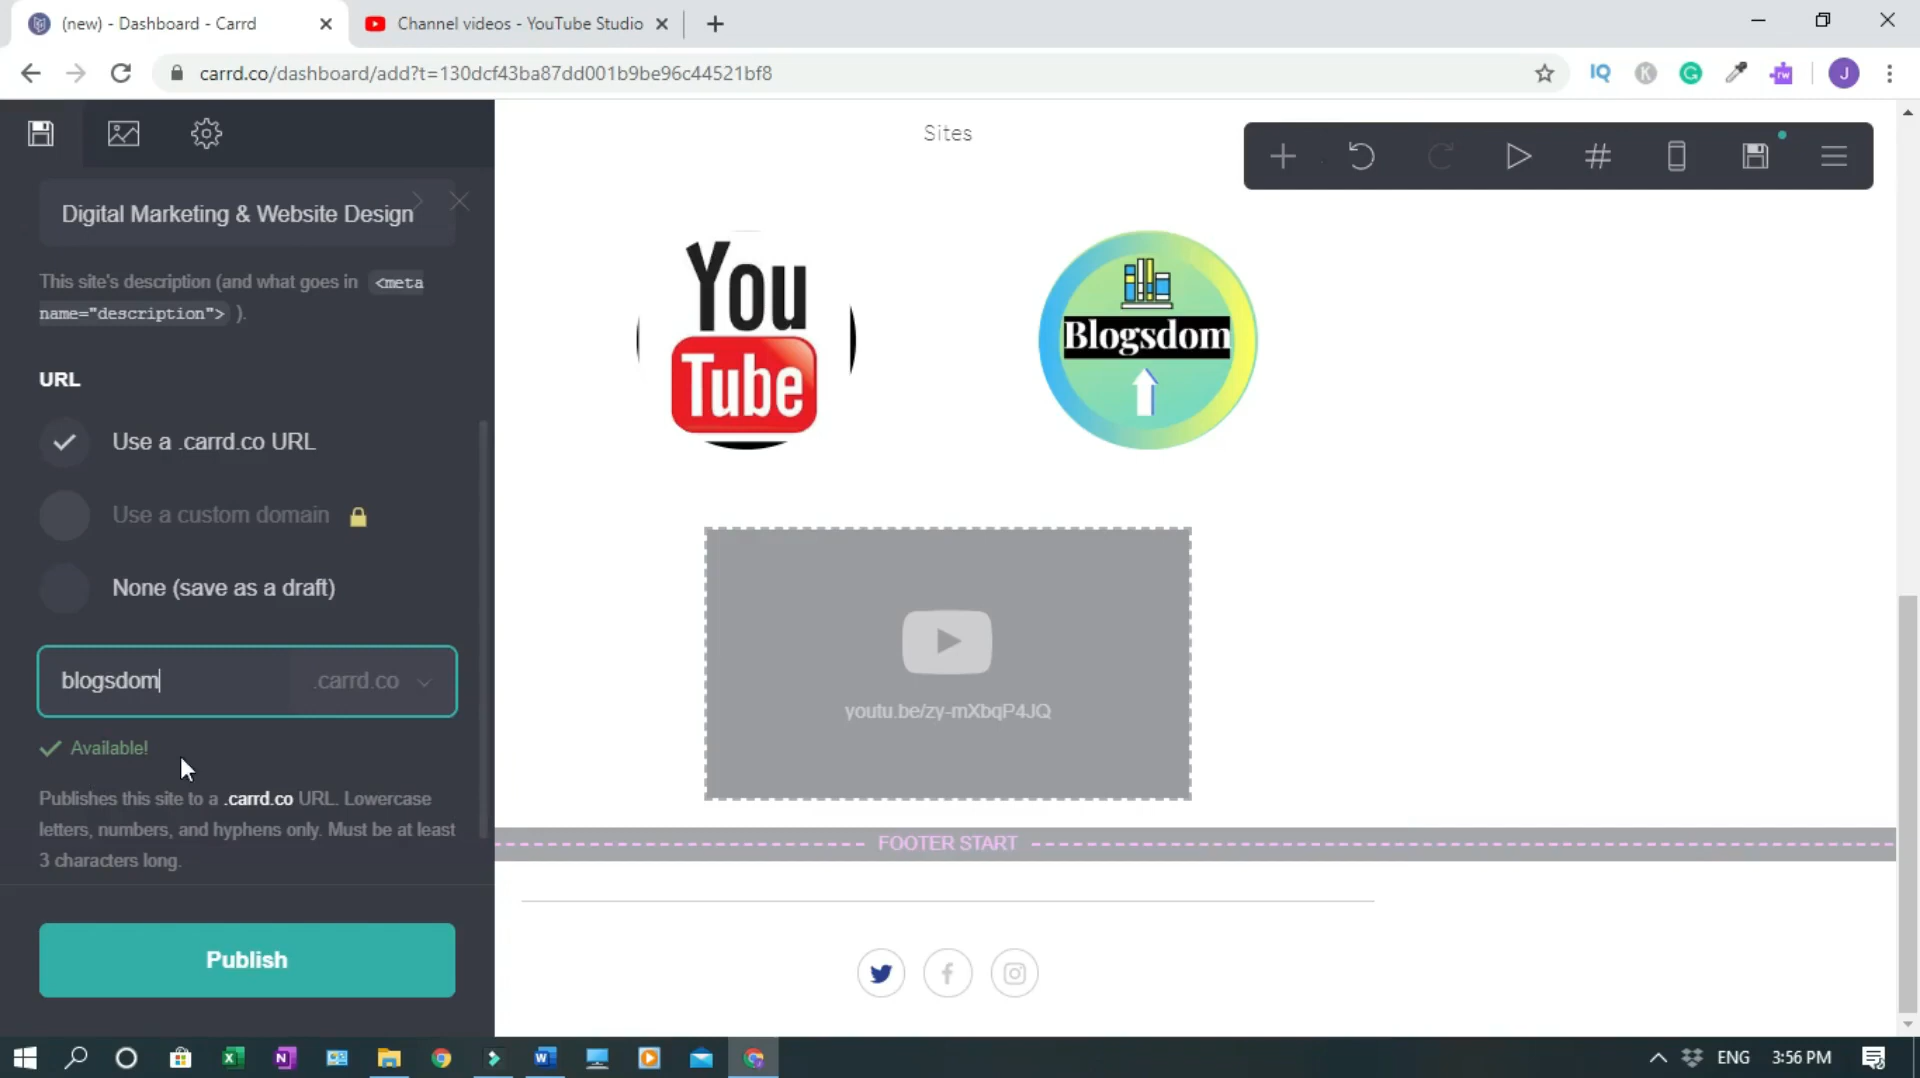 (new) - Dashboard - Carrd
Channel videos - YouTube Studio
carrd.co/dashboard/add?t=130dcf43ba87dd001b9be96c44521bf8
IQ
K
G
rw
J
Digital Marketing & Website Design
This site's description (and what goes in <meta
name="description"> ).
URL
Use a .carrd.co URL
Use a custom domain
None (save as a draft)
blogsdom .carrd.co
Available!
Publishes this site to a .carrd.co URL. Lowercase
letters, numbers, and hyphens only. Must be at least
3 characters long.
Publish
Sites
You
Tube
Blogsdom
youtu.be/zy-mXbqP4JQ
FOOTER START
ENG
3:56 PM